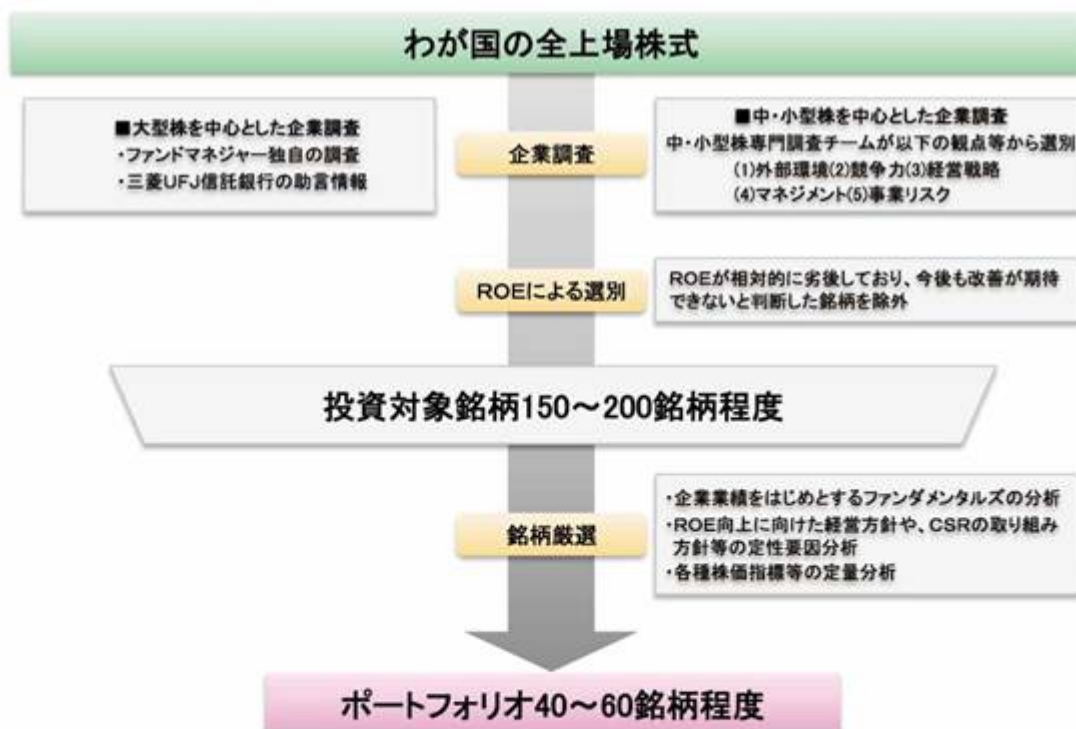 わが国の全上場株式
■大型株を中心とした企業調査
・ファンドマネジャー独自の調査
・三菱UFJ信託銀行の助言情報
企業調査
■中・小型株を中心とした企業調査
中・小型株専門調査チームが以下の観点等から選別
(1)外部環境(2)競争力(3)経営戦略
(4)マネジメント(5)事業リスク
ROEによる選別
ROEが相対的に劣後しており、今後も改善が期待
できないと判断した銘柄を除外
投資対象銘柄150～200銘柄程度
銘柄厳選
・企業業績をはじめとするファンダメンタルズの分析
・ROE向上に向けた経営方針や、CSRの取り組み
方針等の定性要因分析
・各種株価指標等の定量分析
ポートフォリオ40～60銘柄程度